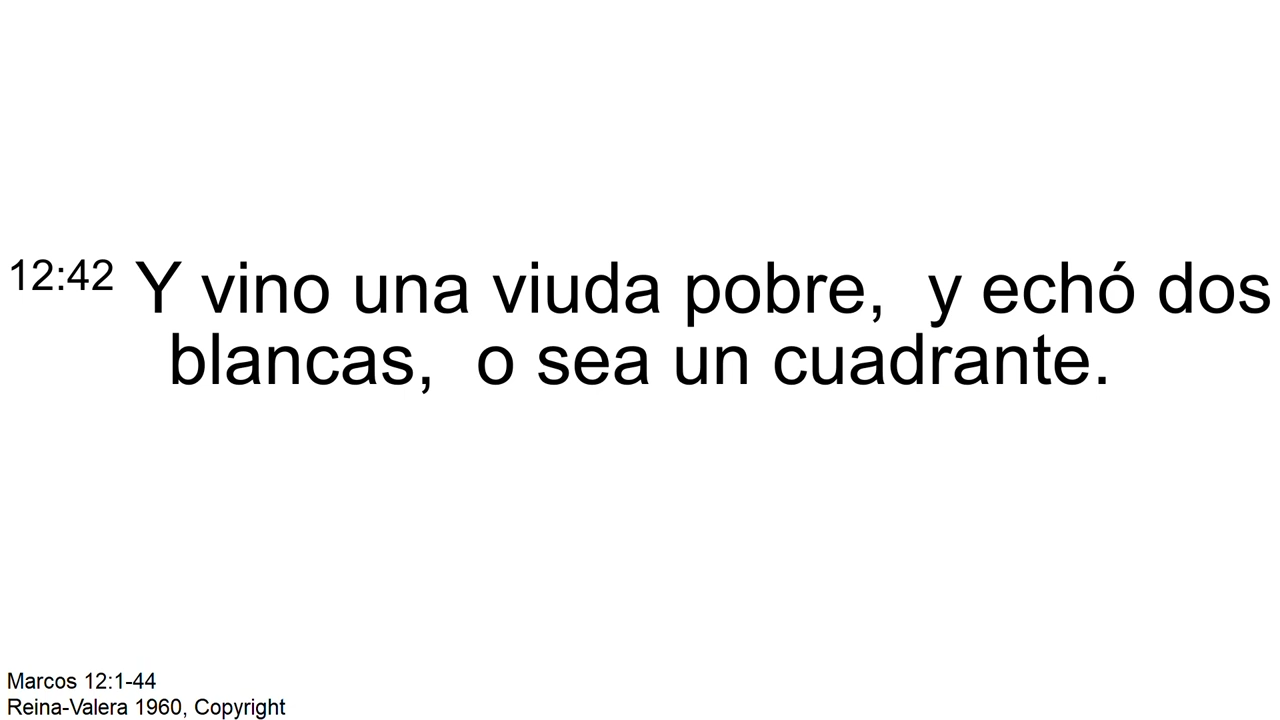 12:42 Y vino una viuda pobre,  y echó dos
blancas,  o sea un cuadrante.
Marcos 12:1-44
Reina-Valera 1960, Copyright